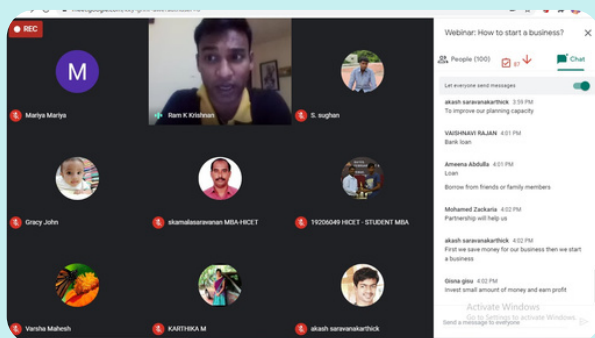 REC
Webinar: How to start a business?
People (100)
57
Chat
Let everyone send messages
M
Mariya Mariya
Ram K Krishnan
S. sughan
akash saravanakarthick 3:59 PM
To improve our planning capacity
VAISHNAVI RAJAN 4:01 PM
Bank loan
Ameena Abdulla 4:01 PM
Loan
Borrow from friends or family members
Gracy John
skamalasaravanan MBA-HICET
19206049 HICET - STUDENT MBA
Mohamed Zackaria 4:02 PM
Partnership will help us
akash saravanakarthick 4:02 PM
First we save money for our business then we start
a business
Gisna gisu 4:02 PM
Invest small amount of money and earn profit
Varsha Mahesh
KARTHIKA M
akash saravanakarthick
Activate Windows
Go to Settings to activate Windows.
Send a message to everyone